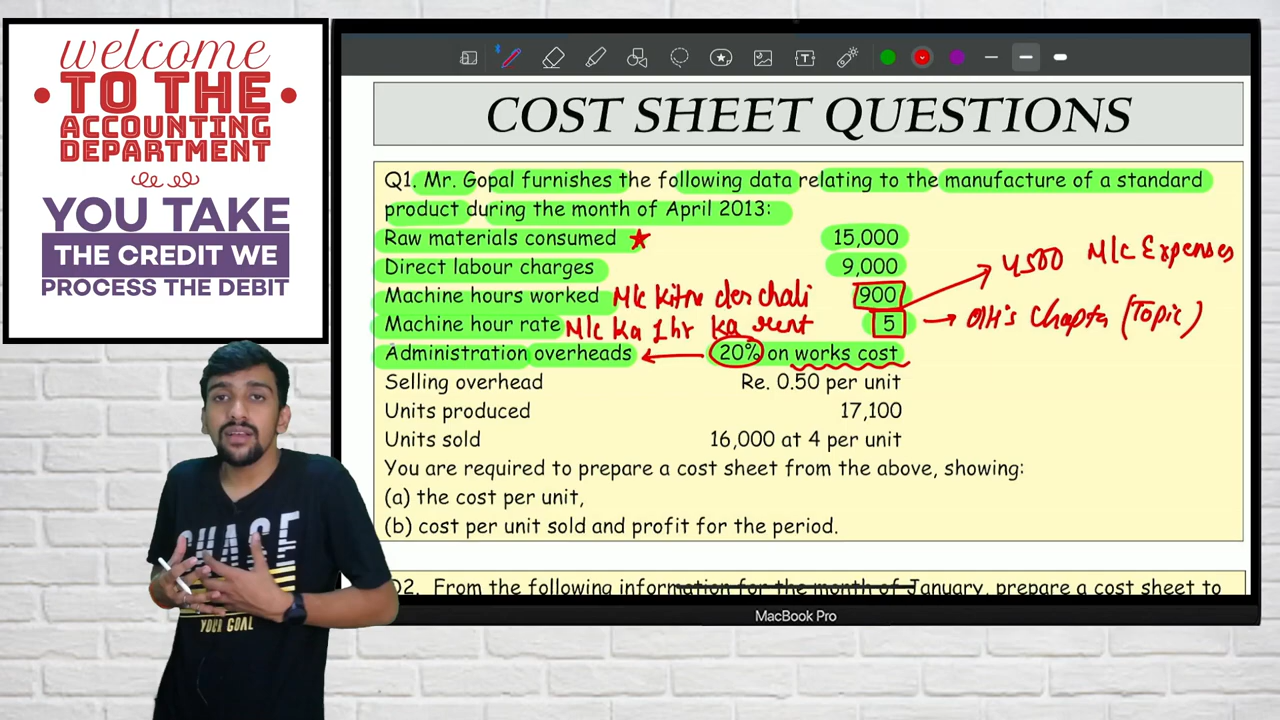 welcome
TO THE
ACCOUNTING
DEPARTMENT
YOU TAKE
THE CREDIT WE
PROCESS THE DEBIT
COST SHEET QUESTIONS
Q1. Mr. Gopal furnishes the following data relating to the manufacture of a standard
product during the month of April 2013:
Raw materials consumed ★ 15,000
Direct labour charges 9,000
4500 M/c Expenses
Machine hours worked M/c Kitne der chali 900
Machine hour rate M/c Ka 1hr ka rent 5 → OH's Chapter (Topic)
Administration overheads ← 20% on works cost
Selling overhead Re. 0.50 per unit
Units produced 17,100
Units sold 16,000 at 4 per unit
You are required to prepare a cost sheet from the above, showing:
(a) the cost per unit,
(b) cost per unit sold and profit for the period.
Q2. From the following information for the month of January, prepare a cost sheet to
MacBook Pro
CHASE
YOUR GOAL